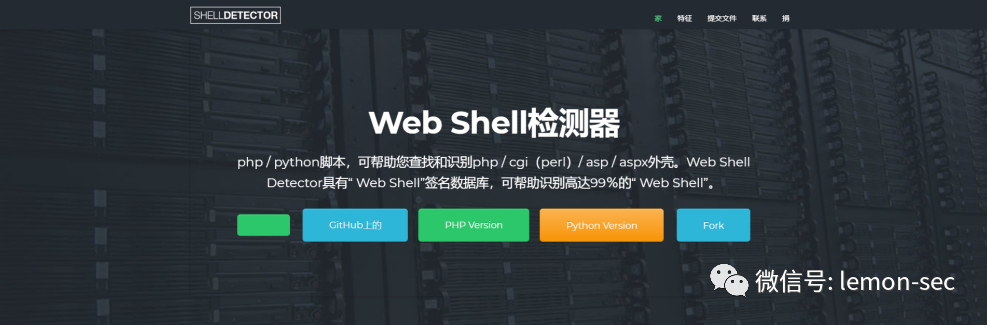 SHELLDETECTOR
家 特征 提交文件 联系 捐
Web Shell检测器
php / python脚本，可帮助您查找和识别php / cgi（perl）/ asp / aspx外壳。Web Shell
Detector具有“ Web Shell”签名数据库，可帮助识别高达99％的“ Web Shell”。
GitHub上的 PHP Version Python Version Fork
微信号: lemon-sec